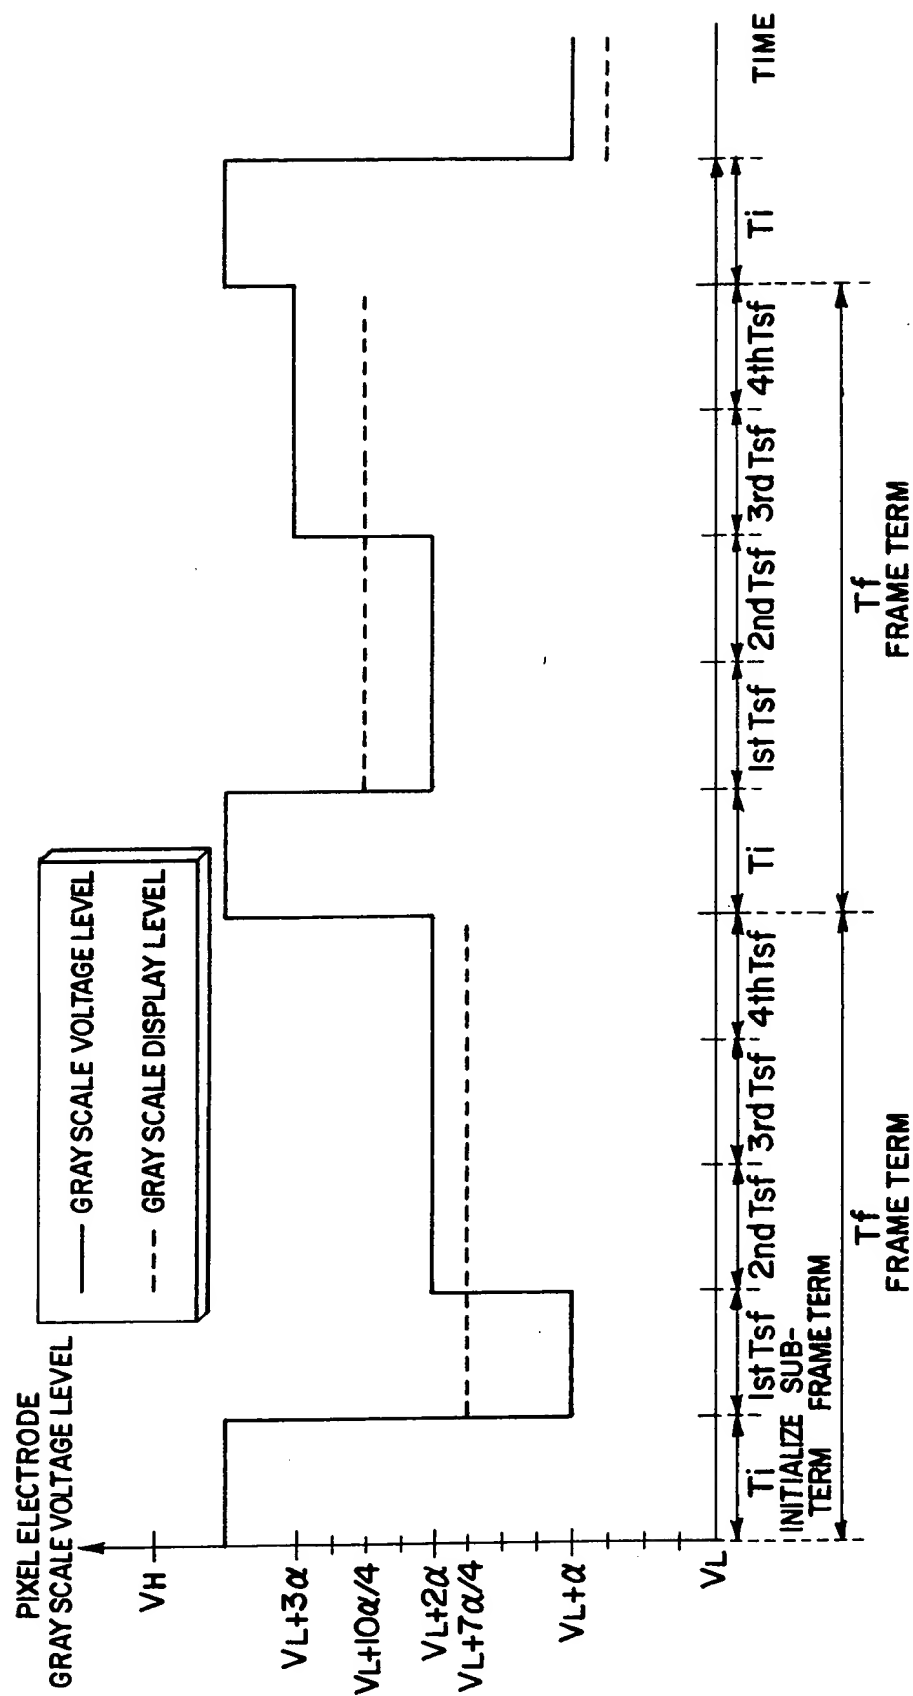 PIXEL ELECTRODE
GRAY SCALE VOLTAGE LEVEL
GRAY SCALE VOLTAGE LEVEL
GRAY SCALE DISPLAY LEVEL
VH
VL+3α
VL+10α/4
VL+2α
VL+7α/4
VL+α
VL
Ti
1st Tsf
2nd Tsf
3rd Tsf
4th Tsf
Ti
1st Tsf
2nd Tsf
3rd Tsf
4th Tsf
Ti
TIME
INITIALIZE
TERM
SUB-
FRAME TERM
Tf
FRAME TERM
Tf
FRAME TERM